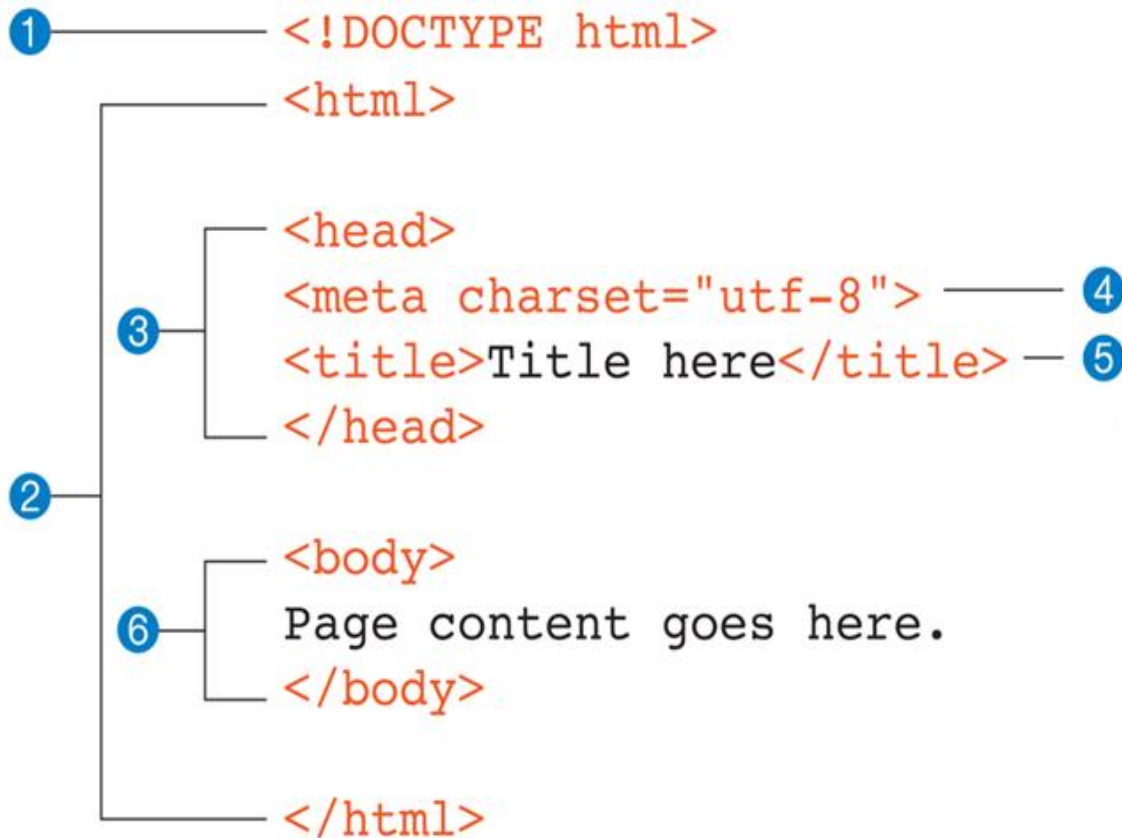 1 <!DOCTYPE html>
<html>
<head>
<meta charset="utf-8"> 4
3
<title>Title here</title> 5
</head>
2
<body>
6 Page content goes here.
</body>
</html>